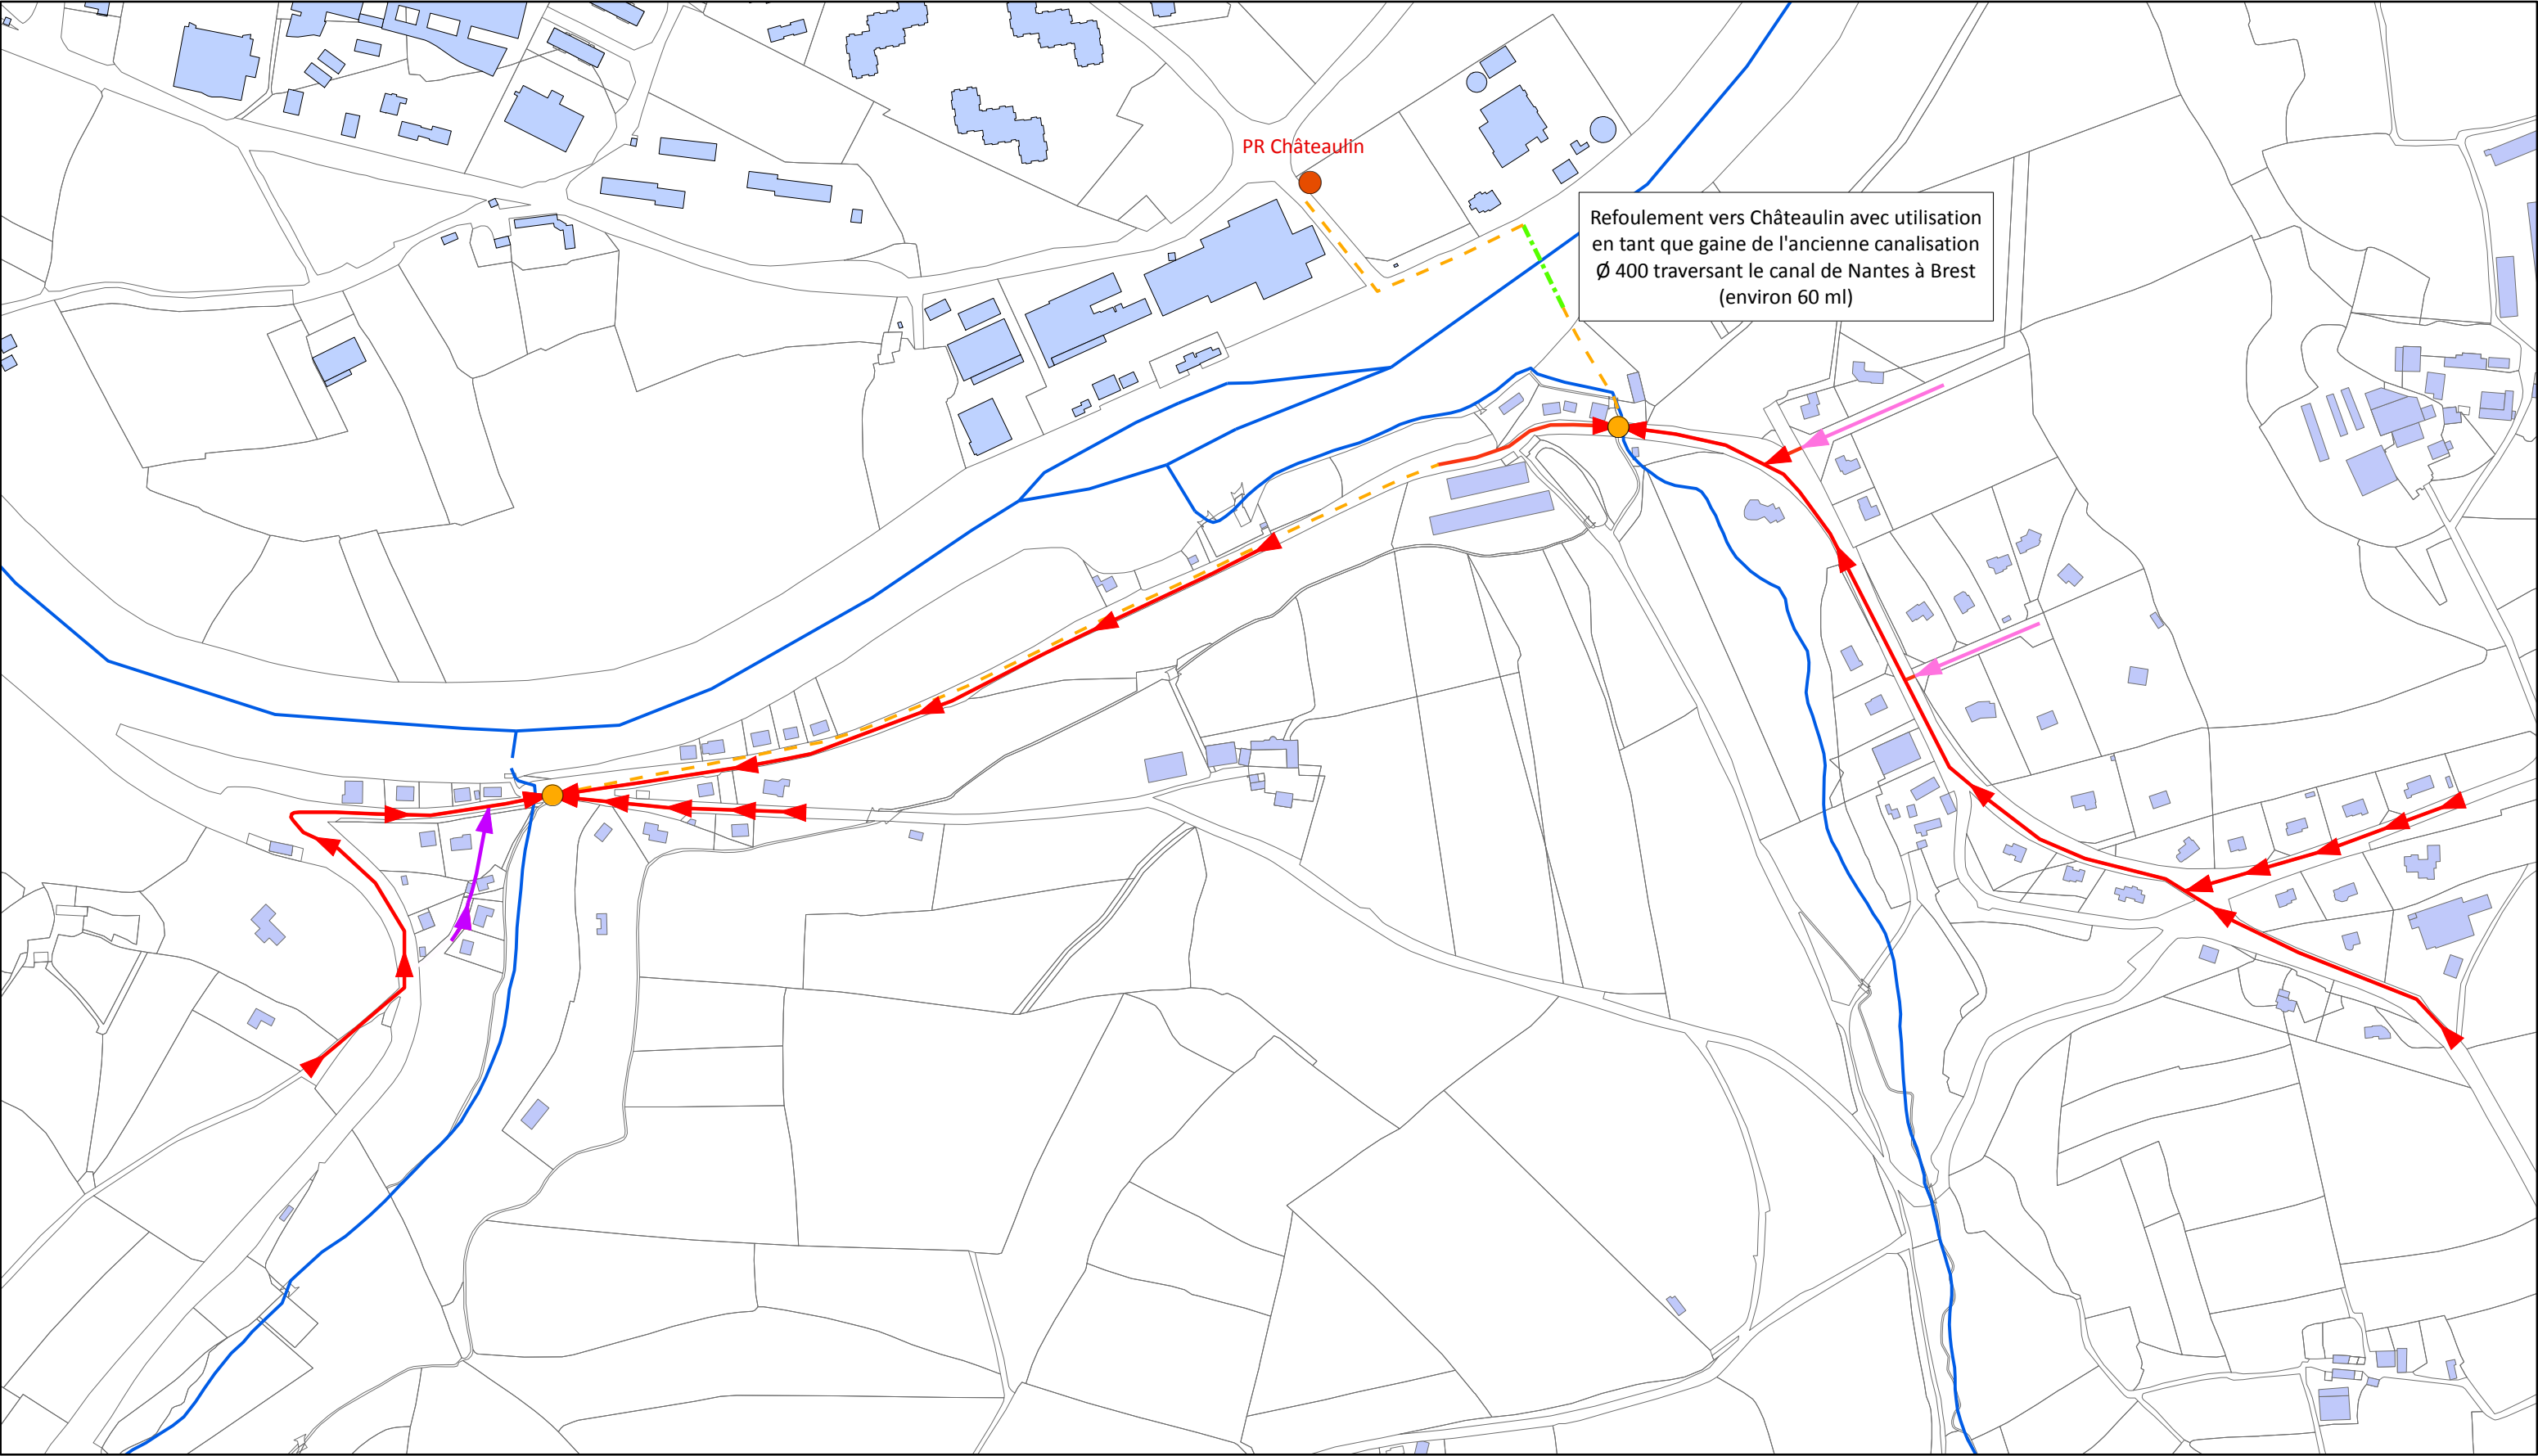 PR Châteaulin
Refoulement vers Châteaulin avec utilisation
en tant que gaine de l'ancienne canalisation
Ø 400 traversant le canal de Nantes à Brest
(environ 60 ml)